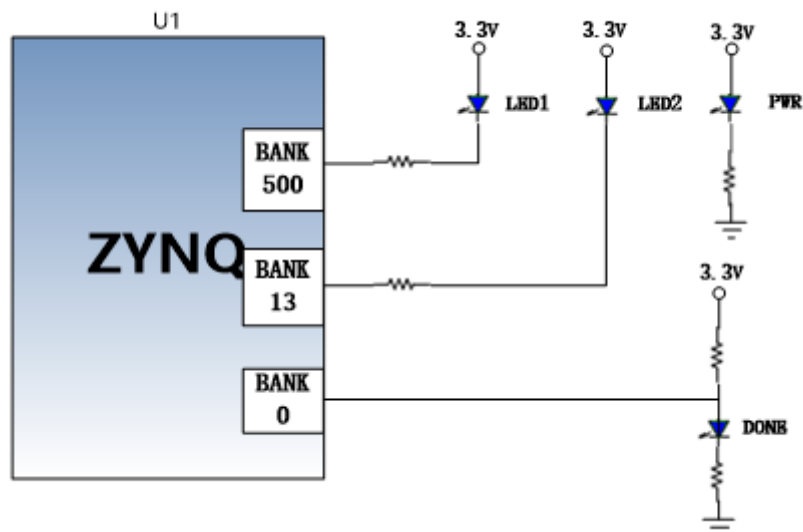 U1
3.3V
3.3V
3.3V
LED1
LED2
PWR
BANK
500
ZYNQ
BANK
13
3.3V
BANK
0
DONE